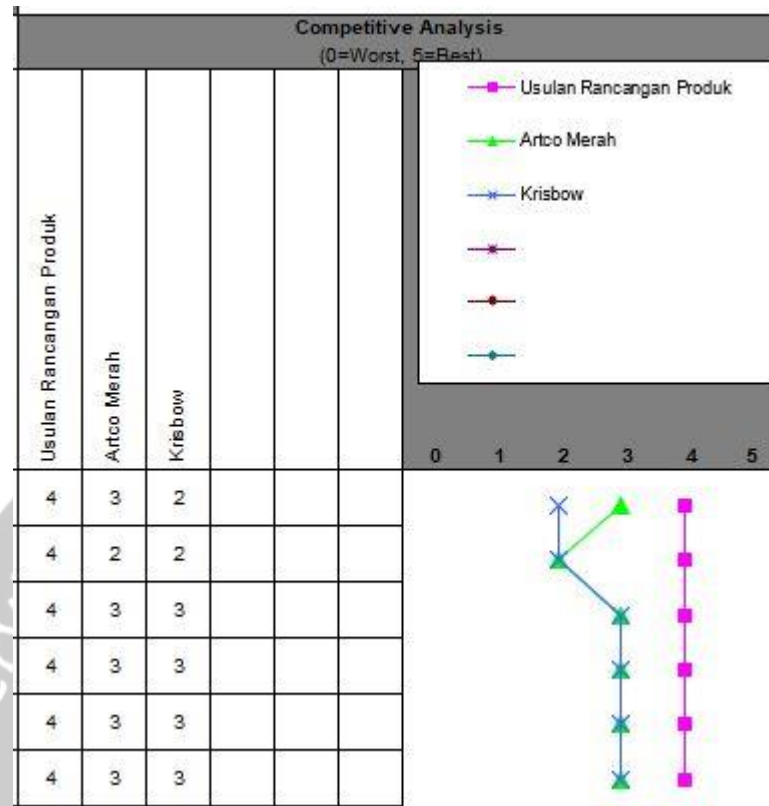 Competitive Analysis
(0=Worst, 5=Best)
Usulan Rancangan Produk
Artco Merah
Krisbow
Usulan Rancangan Produk
Artco Merah
Krisbow
0 1 2 3 4 5
4 3 2
4 2 2
4 3 3
4 3 3
4 3 3
4 3 3